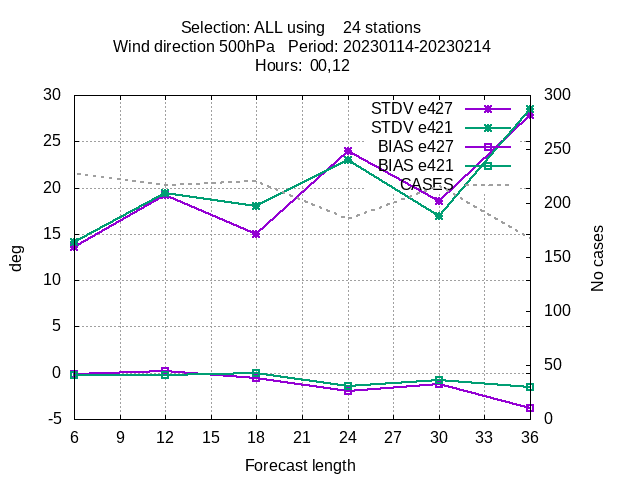 Selection: ALL using 24 stations
Wind direction 500hPa Period: 20230114-20230214
Hours: 00,12
30
25
20
15
10
5
0
-5
300
250
200
150
100
50
0
STDV e427
STDV e421
BIAS e427
BIAS e421
CASES
deg
No cases
6 9 12 15 18 21 24 27 30 33 36
Forecast length